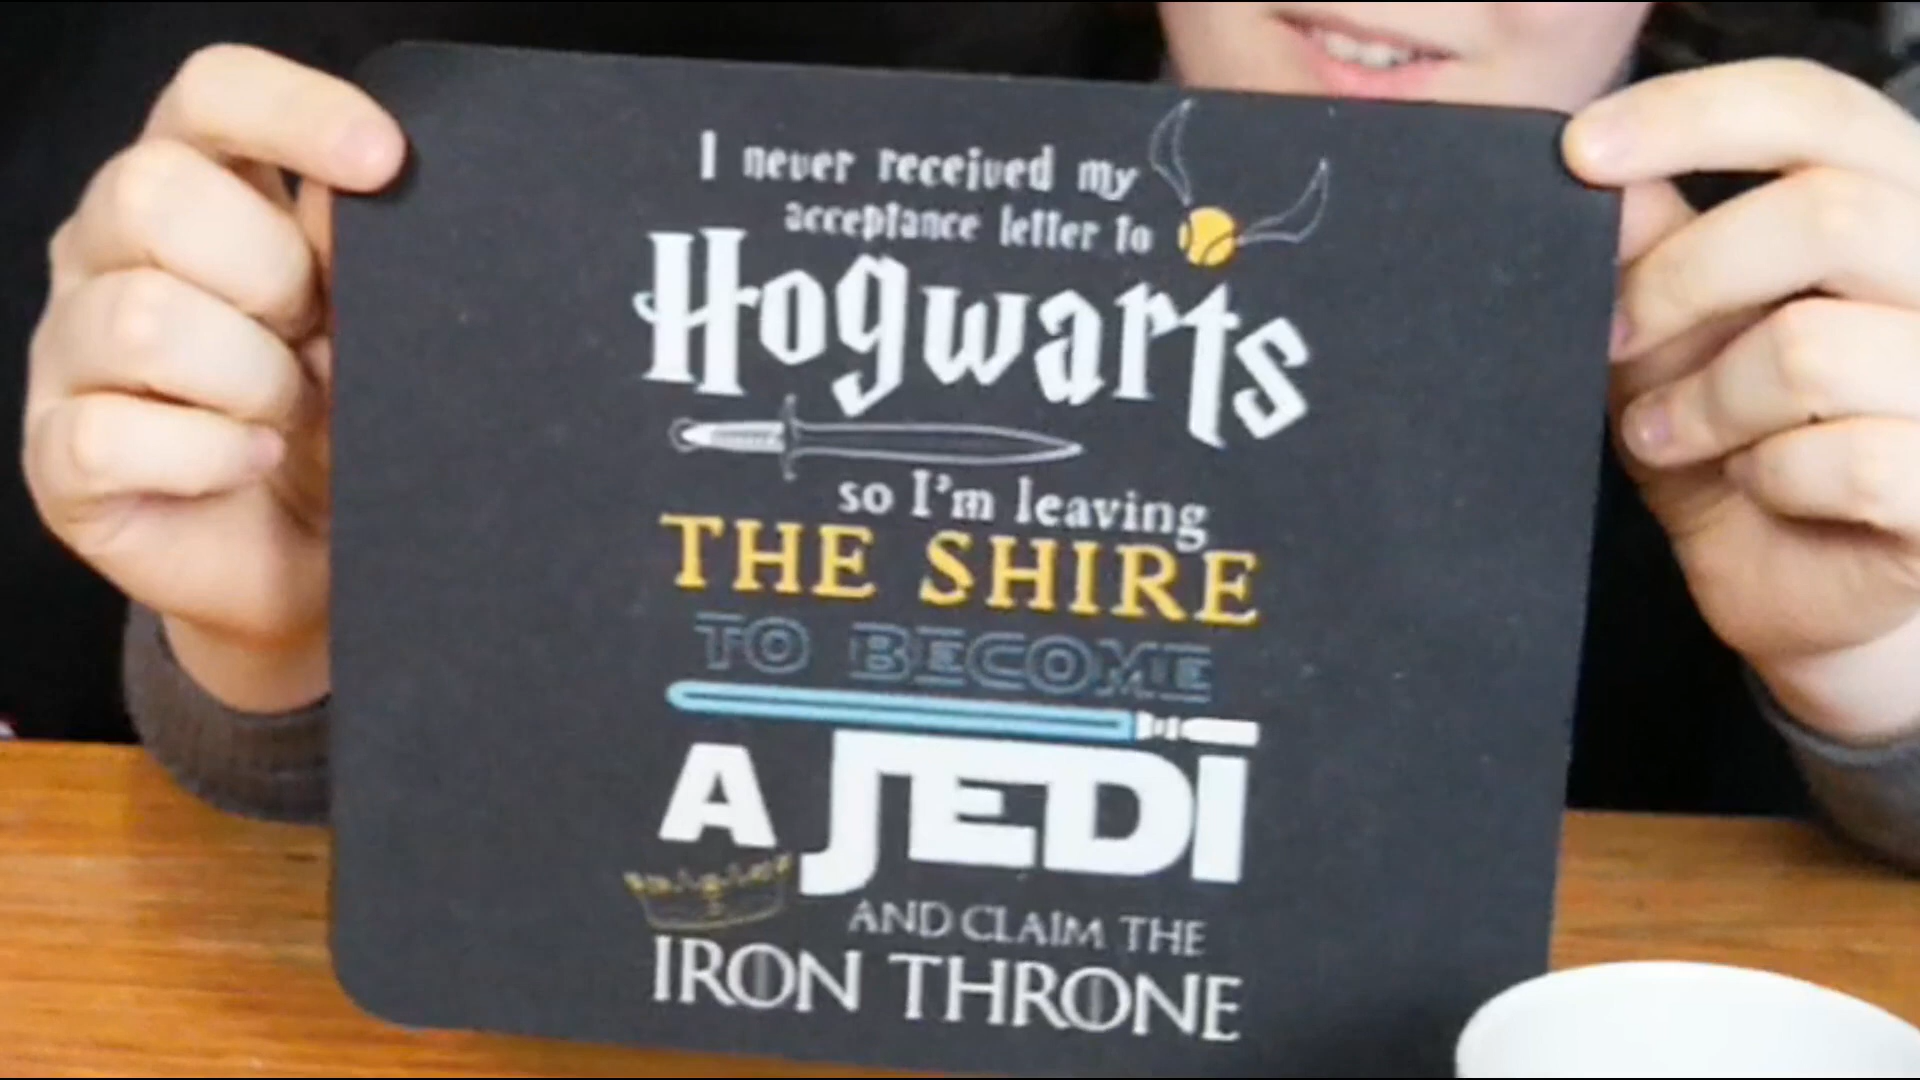 I never received my
acceptance letter to
Hogwarts
so I'm leaving
THE SHIRE
TO BECOME
A JEDI
AND CLAIM THE
IRON THRONE